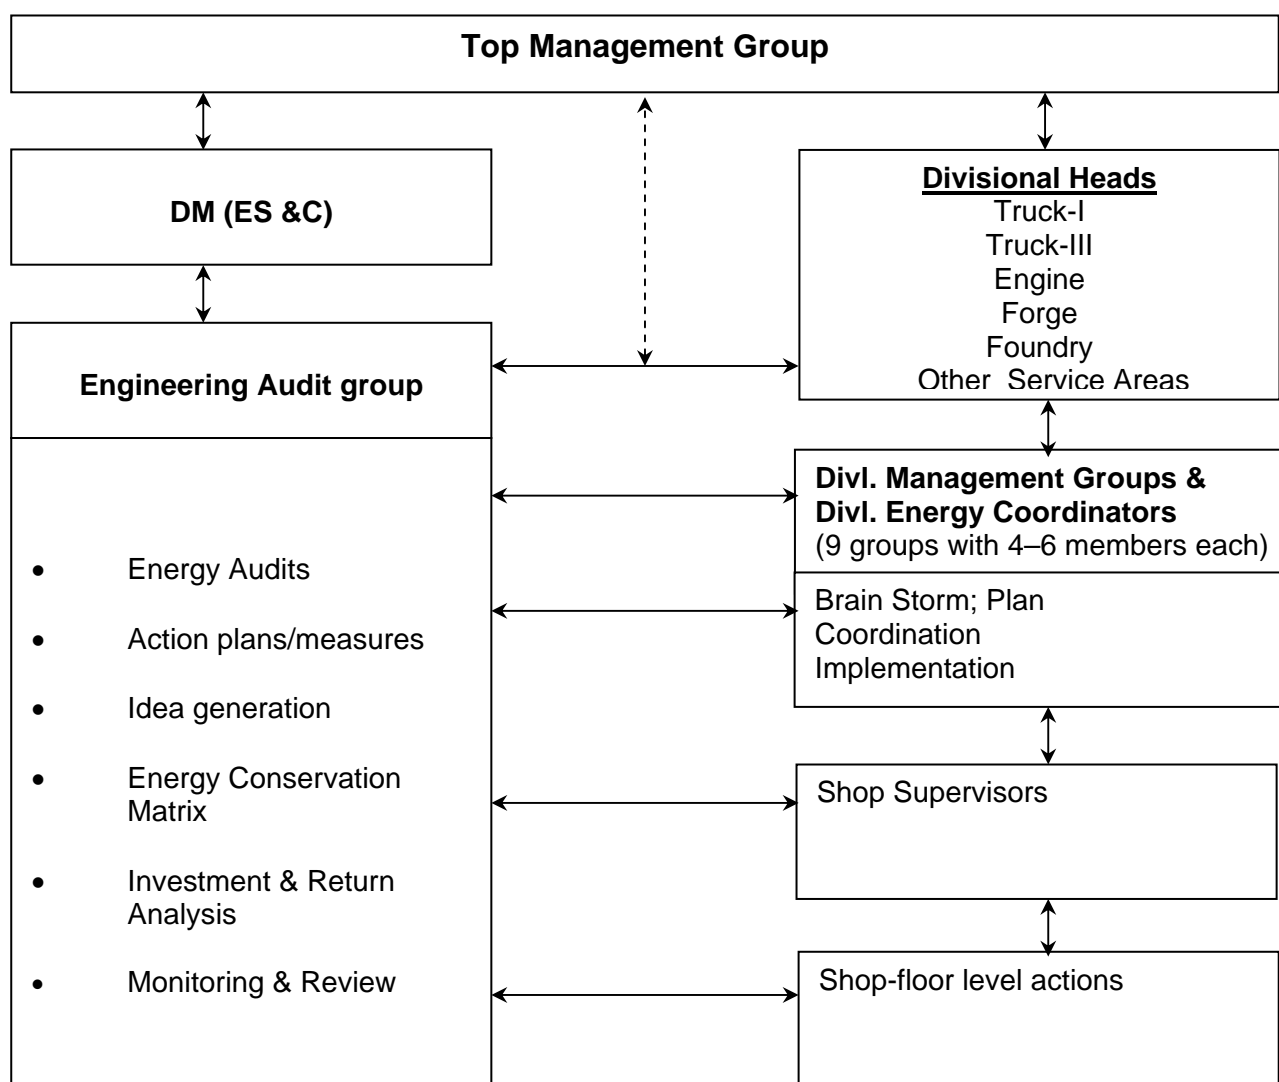 Top Management Group
DM (ES &C)
Divisional Heads
Truck-I
Truck-III
Engine
Forge
Foundry
Other Service Areas
Engineering Audit group
• Energy Audits
• Action plans/measures
• Idea generation
• Energy Conservation
Matrix
• Investment & Return
Analysis
• Monitoring & Review
Divl. Management Groups &
Divl. Energy Coordinators
(9 groups with 4–6 members each)
Brain Storm; Plan
Coordination
Implementation
Shop Supervisors
Shop-floor level actions